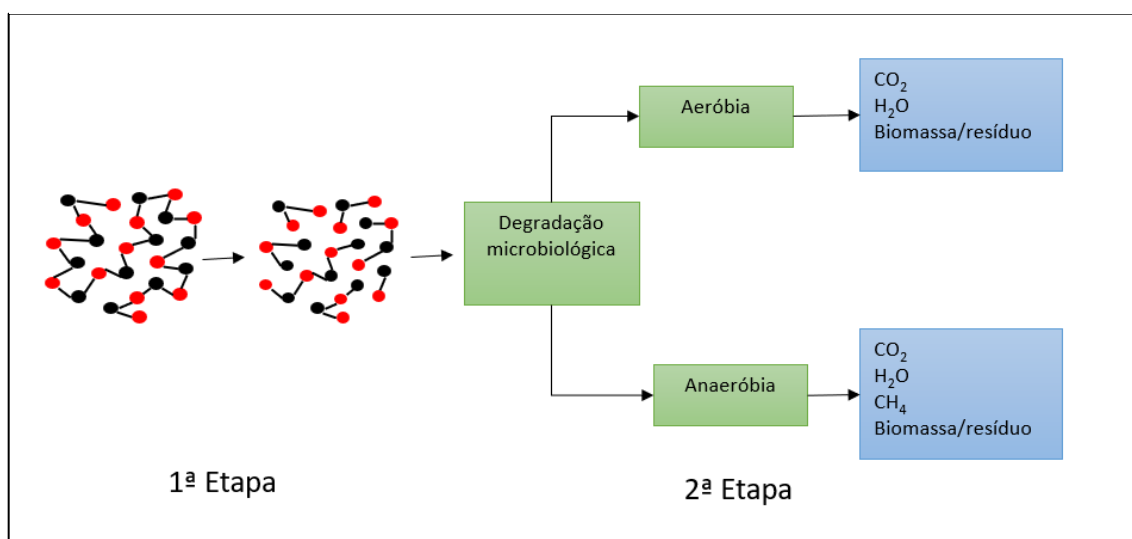 Aeróbia
CO₂
H₂O
Biomassa/resíduo
Degradação
microbiológica
Anaeróbia
CO₂
H₂O
CH₄
Biomassa/resíduo
1ª Etapa
2ª Etapa